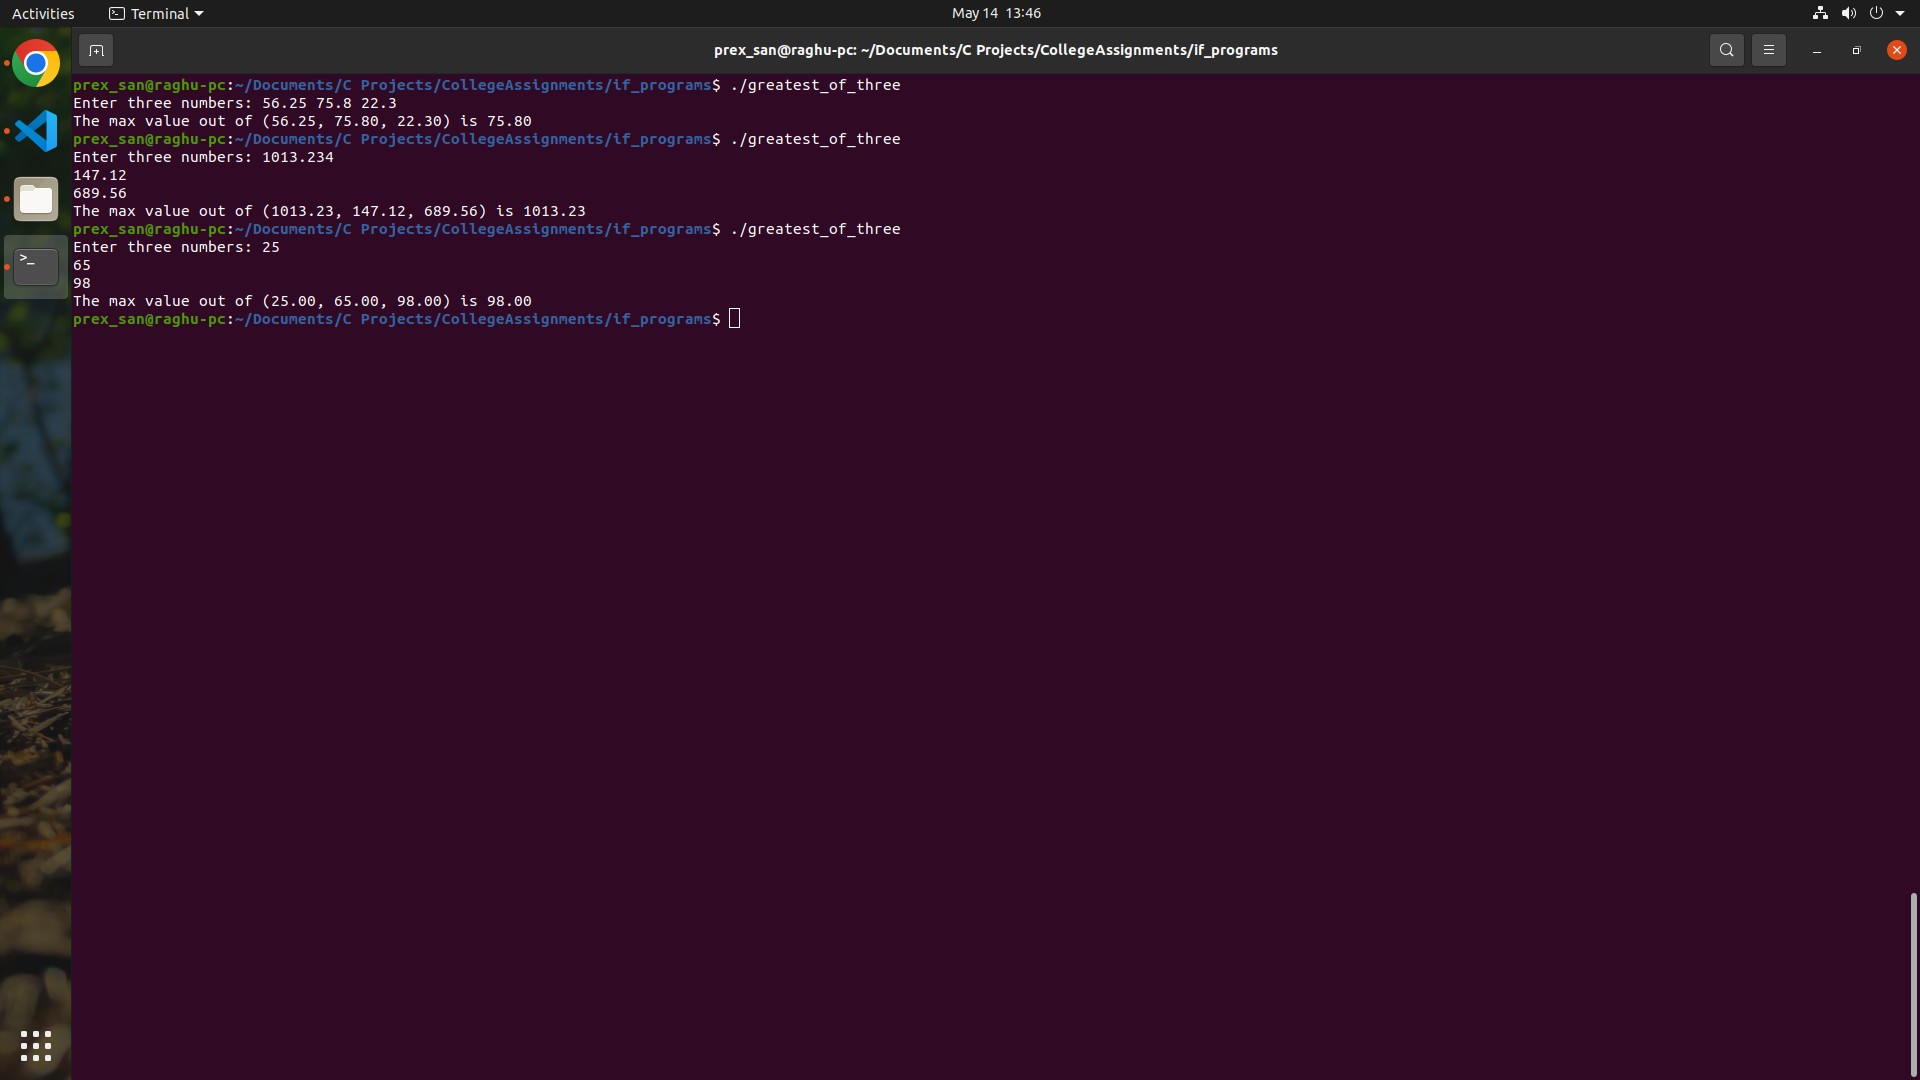 Activities Terminal May 14 13:46
prex_san@raghu-pc: ~/Documents/C Projects/CollegeAssignments/if_programs
prex_san@raghu-pc:~/Documents/C Projects/CollegeAssignments/if_programs$ ./greatest_of_three
Enter three numbers: 56.25 75.8 22.3
The max value out of (56.25, 75.80, 22.30) is 75.80
prex_san@raghu-pc:~/Documents/C Projects/CollegeAssignments/if_programs$ ./greatest_of_three
Enter three numbers: 1013.234
147.12
689.56
The max value out of (1013.23, 147.12, 689.56) is 1013.23
prex_san@raghu-pc:~/Documents/C Projects/CollegeAssignments/if_programs$ ./greatest_of_three
Enter three numbers: 25
65
98
The max value out of (25.00, 65.00, 98.00) is 98.00
prex_san@raghu-pc:~/Documents/C Projects/CollegeAssignments/if_programs$